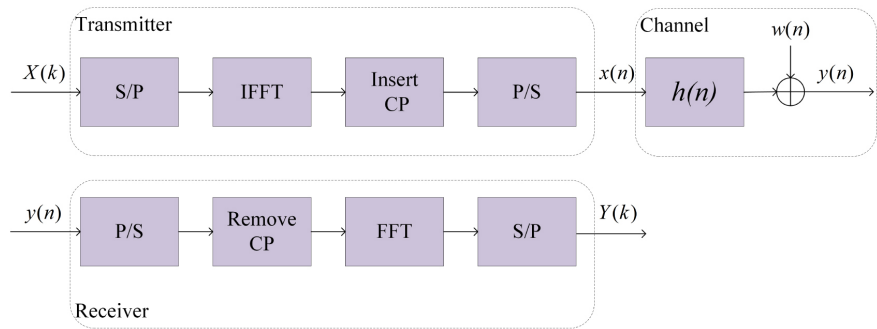 Transmitter
X(k)
S/P
IFFT
Insert
CP
P/S
x(n)
Channel
w(n)
h(n)
y(n)
y(n)
P/S
Remove
CP
FFT
S/P
Y(k)
Receiver